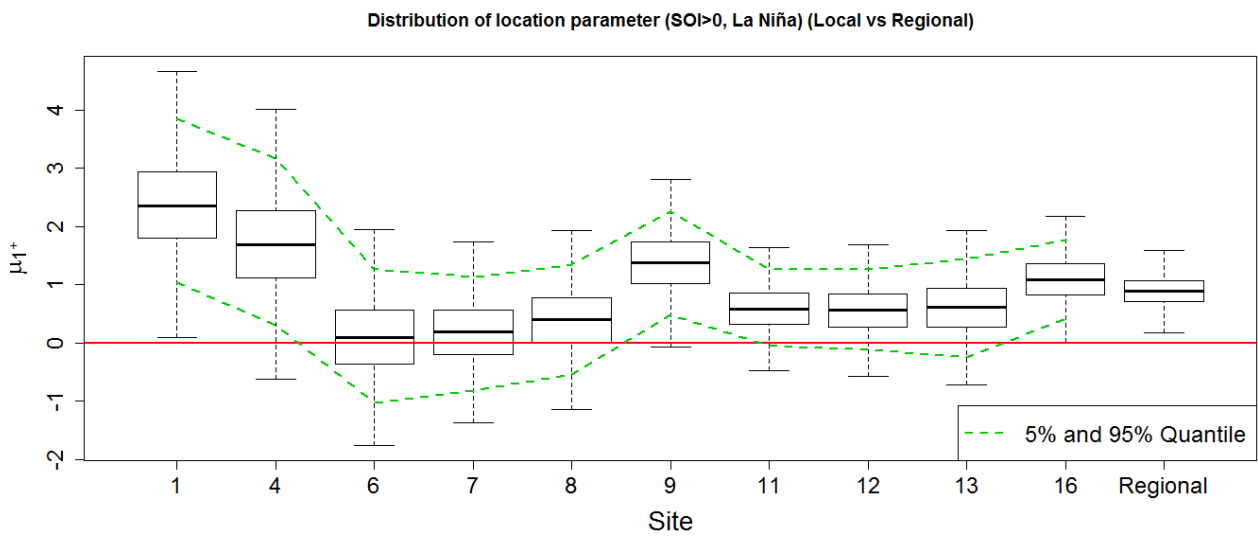 Distribution of location parameter (SOI>0, La Niña) (Local vs Regional)
μ₁⁺
4
3
2
1
0
-1
-2
5% and 95% Quantile
1 4 6 7 8 9 11 12 13 16 Regional
Site